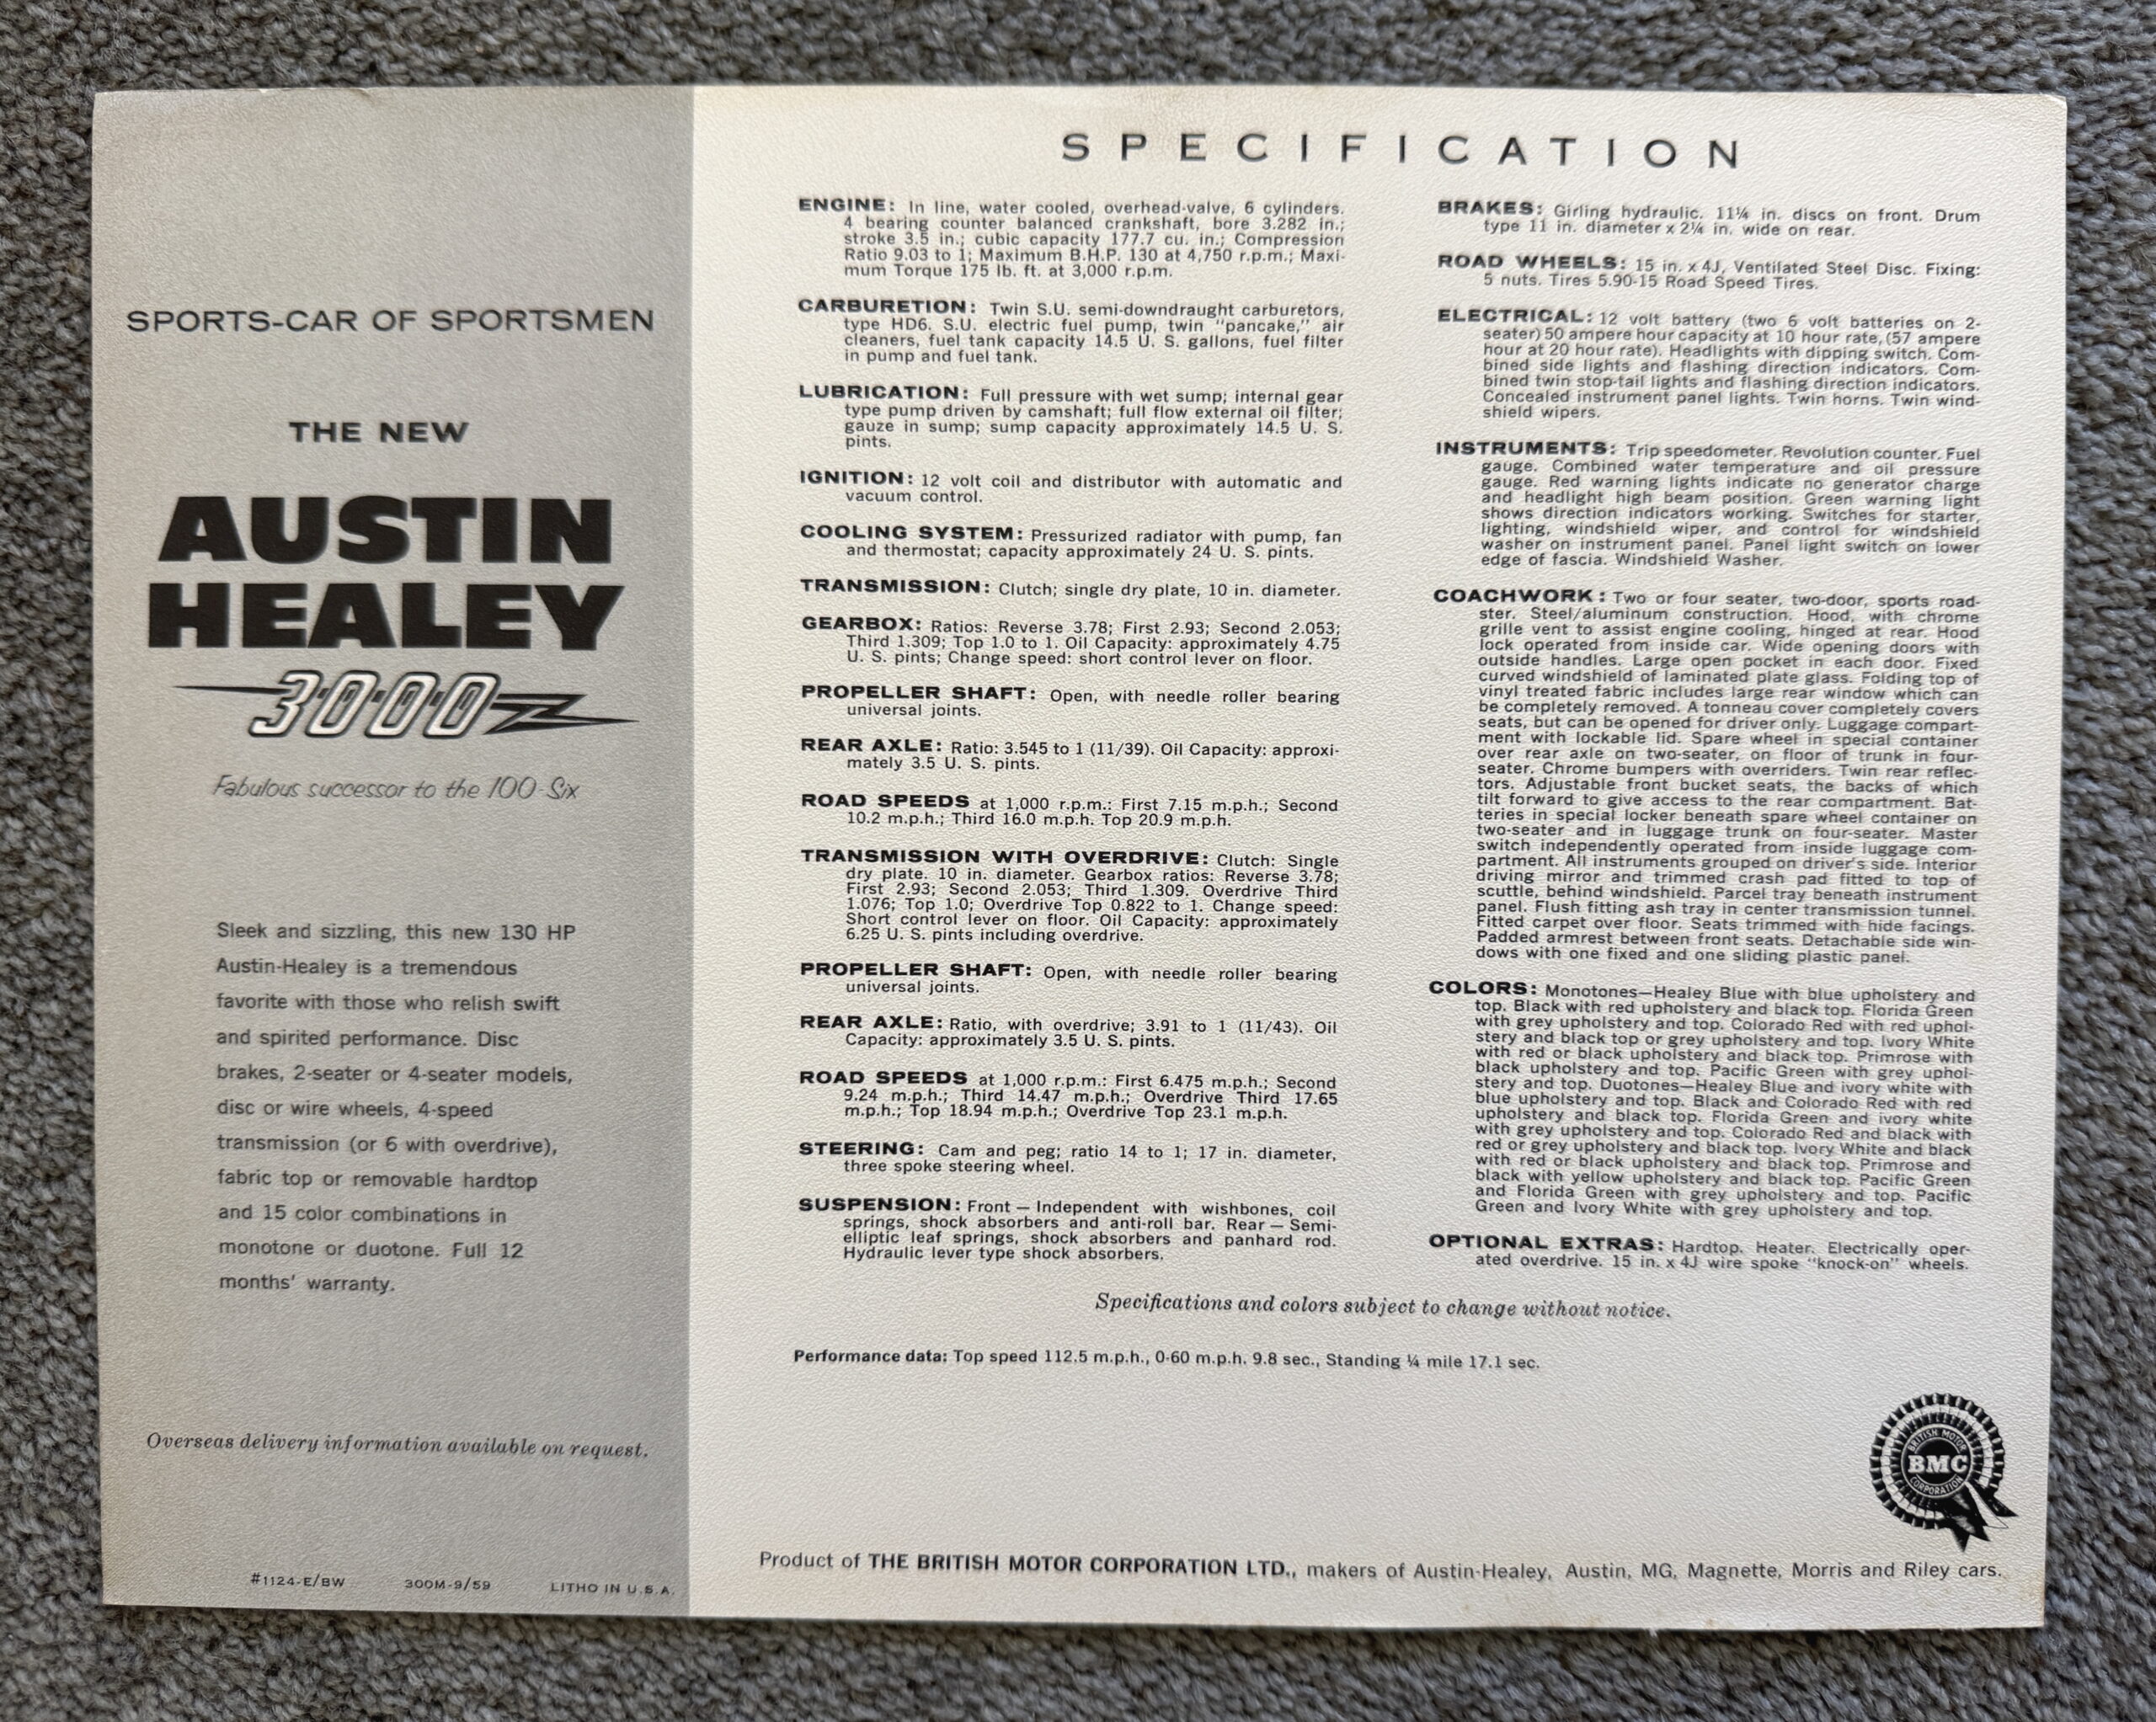 SPORTS-CAR OF SPORTSMEN
THE NEW
AUSTIN
HEALEY
3000
Fabulous successor to the 100-Six
Sleek and sizzling, this new 130 HP
Austin-Healey is a tremendous
favorite with those who relish swift
and spirited performance. Disc
brakes, 2-seater or 4-seater models,
disc or wire wheels, 4-speed
transmission (or 6 with overdrive),
fabric top or removable hardtop
and 15 color combinations in
monotone or duotone. Full 12
months' warranty.
Overseas delivery information available on request.
#1124-E/BW 300M-9/59 LITHO IN U.S.A.
SPECIFICATION
ENGINE: In line, water cooled, overhead-valve, 6 cylinders.
4 bearing counter balanced crankshaft, bore 3.282 in.;
stroke 3.5 in.; cubic capacity 177.7 cu. in.; Compression
Ratio 9.03 to 1; Maximum B.H.P. 130 at 4,750 r.p.m.; Maxi-
mum Torque 175 lb. ft. at 3,000 r.p.m.
CARBURETION: Twin S.U. semi-downdraught carburetors,
type HD6. S.U. electric fuel pump, twin "pancake," air
cleaners, fuel tank capacity 14.5 U. S. gallons, fuel filter
in pump and fuel tank.
LUBRICATION: Full pressure with wet sump; internal gear
type pump driven by camshaft; full flow external oil filter;
gauze in sump; sump capacity approximately 14.5 U. S.
pints.
IGNITION: 12 volt coil and distributor with automatic and
vacuum control.
COOLING SYSTEM: Pressurized radiator with pump, fan
and thermostat; capacity approximately 24 U. S. pints.
TRANSMISSION: Clutch; single dry plate, 10 in. diameter.
GEARBOX: Ratios: Reverse 3.78; First 2.93; Second 2.053;
Third 1.309; Top 1.0 to 1. Oil Capacity: approximately 4.75
U. S. pints; Change speed: short control lever on floor.
PROPELLER SHAFT: Open, with needle roller bearing
universal joints.
REAR AXLE: Ratio: 3.545 to 1 (11/39). Oil Capacity: approxi-
mately 3.5 U. S. pints.
ROAD SPEEDS at 1,000 r.p.m.: First 7.15 m.p.h.; Second
10.2 m.p.h.; Third 16.0 m.p.h. Top 20.9 m.p.h.
TRANSMISSION WITH OVERDRIVE: Clutch: Single
dry plate. 10 in. diameter. Gearbox ratios: Reverse 3.78;
First 2.93; Second 2.053; Third 1.309. Overdrive Third
1.076; Top 1.0; Overdrive Top 0.822 to 1. Change speed:
Short control lever on floor. Oil Capacity: approximately
6.25 U. S. pints including overdrive.
PROPELLER SHAFT: Open, with needle roller bearing
universal joints.
REAR AXLE: Ratio, with overdrive; 3.91 to 1 (11/43). Oil
Capacity: approximately 3.5 U. S. pints.
ROAD SPEEDS at 1,000 r.p.m.: First 6.475 m.p.h.; Second
9.24 m.p.h.; Third 14.47 m.p.h.; Overdrive Third 17.65
m.p.h.; Top 18.94 m.p.h.; Overdrive Top 23.1 m.p.h.
STEERING: Cam and peg; ratio 14 to 1; 17 in. diameter,
three spoke steering wheel.
SUSPENSION: Front — Independent with wishbones, coil
springs, shock absorbers and anti-roll bar. Rear — Semi-
elliptic leaf springs, shock absorbers and panhard rod.
Hydraulic lever type shock absorbers.
BRAKES: Girling hydraulic. 11¼ in. discs on front. Drum
type 11 in. diameter x 2¼ in. wide on rear.
ROAD WHEELS: 15 in. x 4J, Ventilated Steel Disc. Fixing:
5 nuts. Tires 5.90-15 Road Speed Tires.
ELECTRICAL: 12 volt battery (two 6 volt batteries on 2-
seater) 50 ampere hour capacity at 10 hour rate, (57 ampere
hour at 20 hour rate). Headlights with dipping switch. Com-
bined side lights and flashing direction indicators. Com-
bined twin stop-tail lights and flashing direction indicators.
Concealed instrument panel lights. Twin horns. Twin wind-
shield wipers.
INSTRUMENTS: Trip speedometer. Revolution counter. Fuel
gauge. Combined water temperature and oil pressure
gauge. Red warning lights indicate no generator charge
and headlight high beam position. Green warning light
shows direction indicators working. Switches for starter,
lighting, windshield wiper, and control for windshield
washer on instrument panel. Panel light switch on lower
edge of fascia. Windshield Washer.
COACHWORK: Two or four seater, two-door, sports road-
ster. Steel/aluminum construction. Hood, with chrome
grille vent to assist engine cooling, hinged at rear. Hood
lock operated from inside car. Wide opening doors with
outside handles. Large open pocket in each door. Fixed
curved windshield of laminated plate glass. Folding top of
vinyl treated fabric includes large rear window which can
be completely removed. A tonneau cover completely covers
seats, but can be opened for driver only. Luggage compart-
ment with lockable lid. Spare wheel in special container
over rear axle on two-seater, on floor of trunk in four-
seater. Chrome bumpers with overriders. Twin rear reflec-
tors. Adjustable front bucket seats, the backs of which
tilt forward to give access to the rear compartment. Bat-
teries in special locker beneath spare wheel container on
two-seater and in luggage trunk on four-seater. Master
switch independently operated from inside luggage com-
partment. All instruments grouped on driver's side. Interior
driving mirror and trimmed crash pad fitted to top of
scuttle, behind windshield. Parcel tray beneath instrument
panel. Flush fitting ash tray in center transmission tunnel.
Fitted carpet over floor. Seats trimmed with hide facings.
Padded armrest between front seats. Detachable side win-
dows with one fixed and one sliding plastic panel.
COLORS: Monotones—Healey Blue with blue upholstery and
top. Black with red upholstery and black top. Florida Green
with grey upholstery and top. Colorado Red with red uphol-
stery and black top or grey upholstery and top. Ivory White
with red or black upholstery and black top. Primrose with
black upholstery and top. Pacific Green with grey uphol-
stery and top. Duotones—Healey Blue and ivory white with
blue upholstery and top. Black and Colorado Red with red
upholstery and black top. Florida Green and ivory white
with grey upholstery and top. Colorado Red and black with
red or grey upholstery and black top. Ivory White and black
with red or black upholstery and black top. Primrose and
black with yellow upholstery and black top. Pacific Green
and Florida Green with grey upholstery and top. Pacific
Green and Ivory White with grey upholstery and top.
OPTIONAL EXTRAS: Hardtop. Heater. Electrically oper-
ated overdrive. 15 in. x 4J wire spoke "knock-on" wheels.
Specifications and colors subject to change without notice.
Performance data: Top speed 112.5 m.p.h., 0-60 m.p.h. 9.8 sec., Standing ¼ mile 17.1 sec.
BRITISH MOTOR
BMC
CORPORATION
Product of THE BRITISH MOTOR CORPORATION LTD., makers of Austin-Healey, Austin, MG, Magnette, Morris and Riley cars.